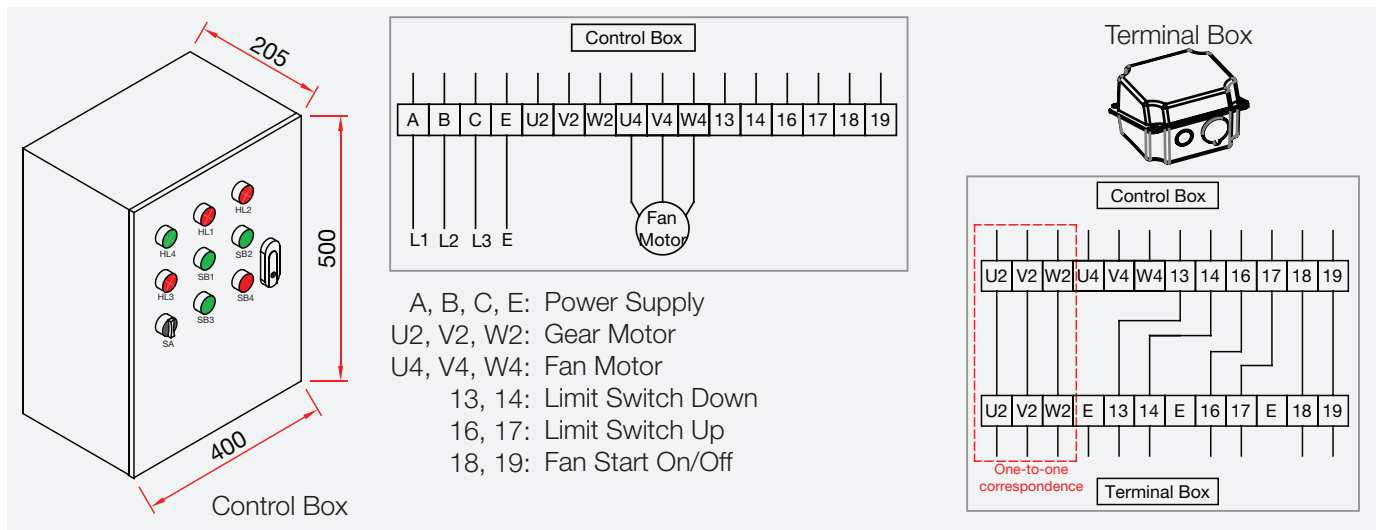 205
500
400
HL2
HL1
HL4
SB2
SB1
HL3
SB4
SB3
SA
Control Box
Control Box
A B C E U2 V2 W2 U4 V4 W4 13 14 16 17 18 19
L1 L2 L3 E
Fan
Motor
A, B, C, E: Power Supply
U2, V2, W2: Gear Motor
U4, V4, W4: Fan Motor
13, 14: Limit Switch Down
16, 17: Limit Switch Up
18, 19: Fan Start On/Off
Terminal Box
Control Box
U2 V2 W2 U4 V4 W4 13 14 16 17 18 19
U2 V2 W2 E 13 14 E 16 17 E 18 19
One-to-one
correspondence
Terminal Box